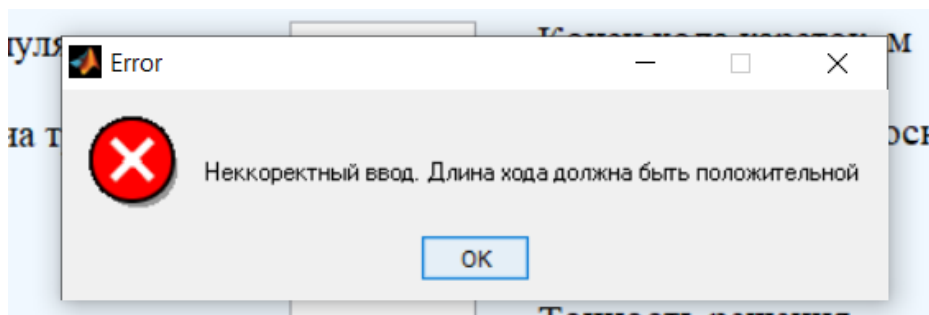 м
Error
Неккоректный ввод. Длина хода должна быть положительной
OK